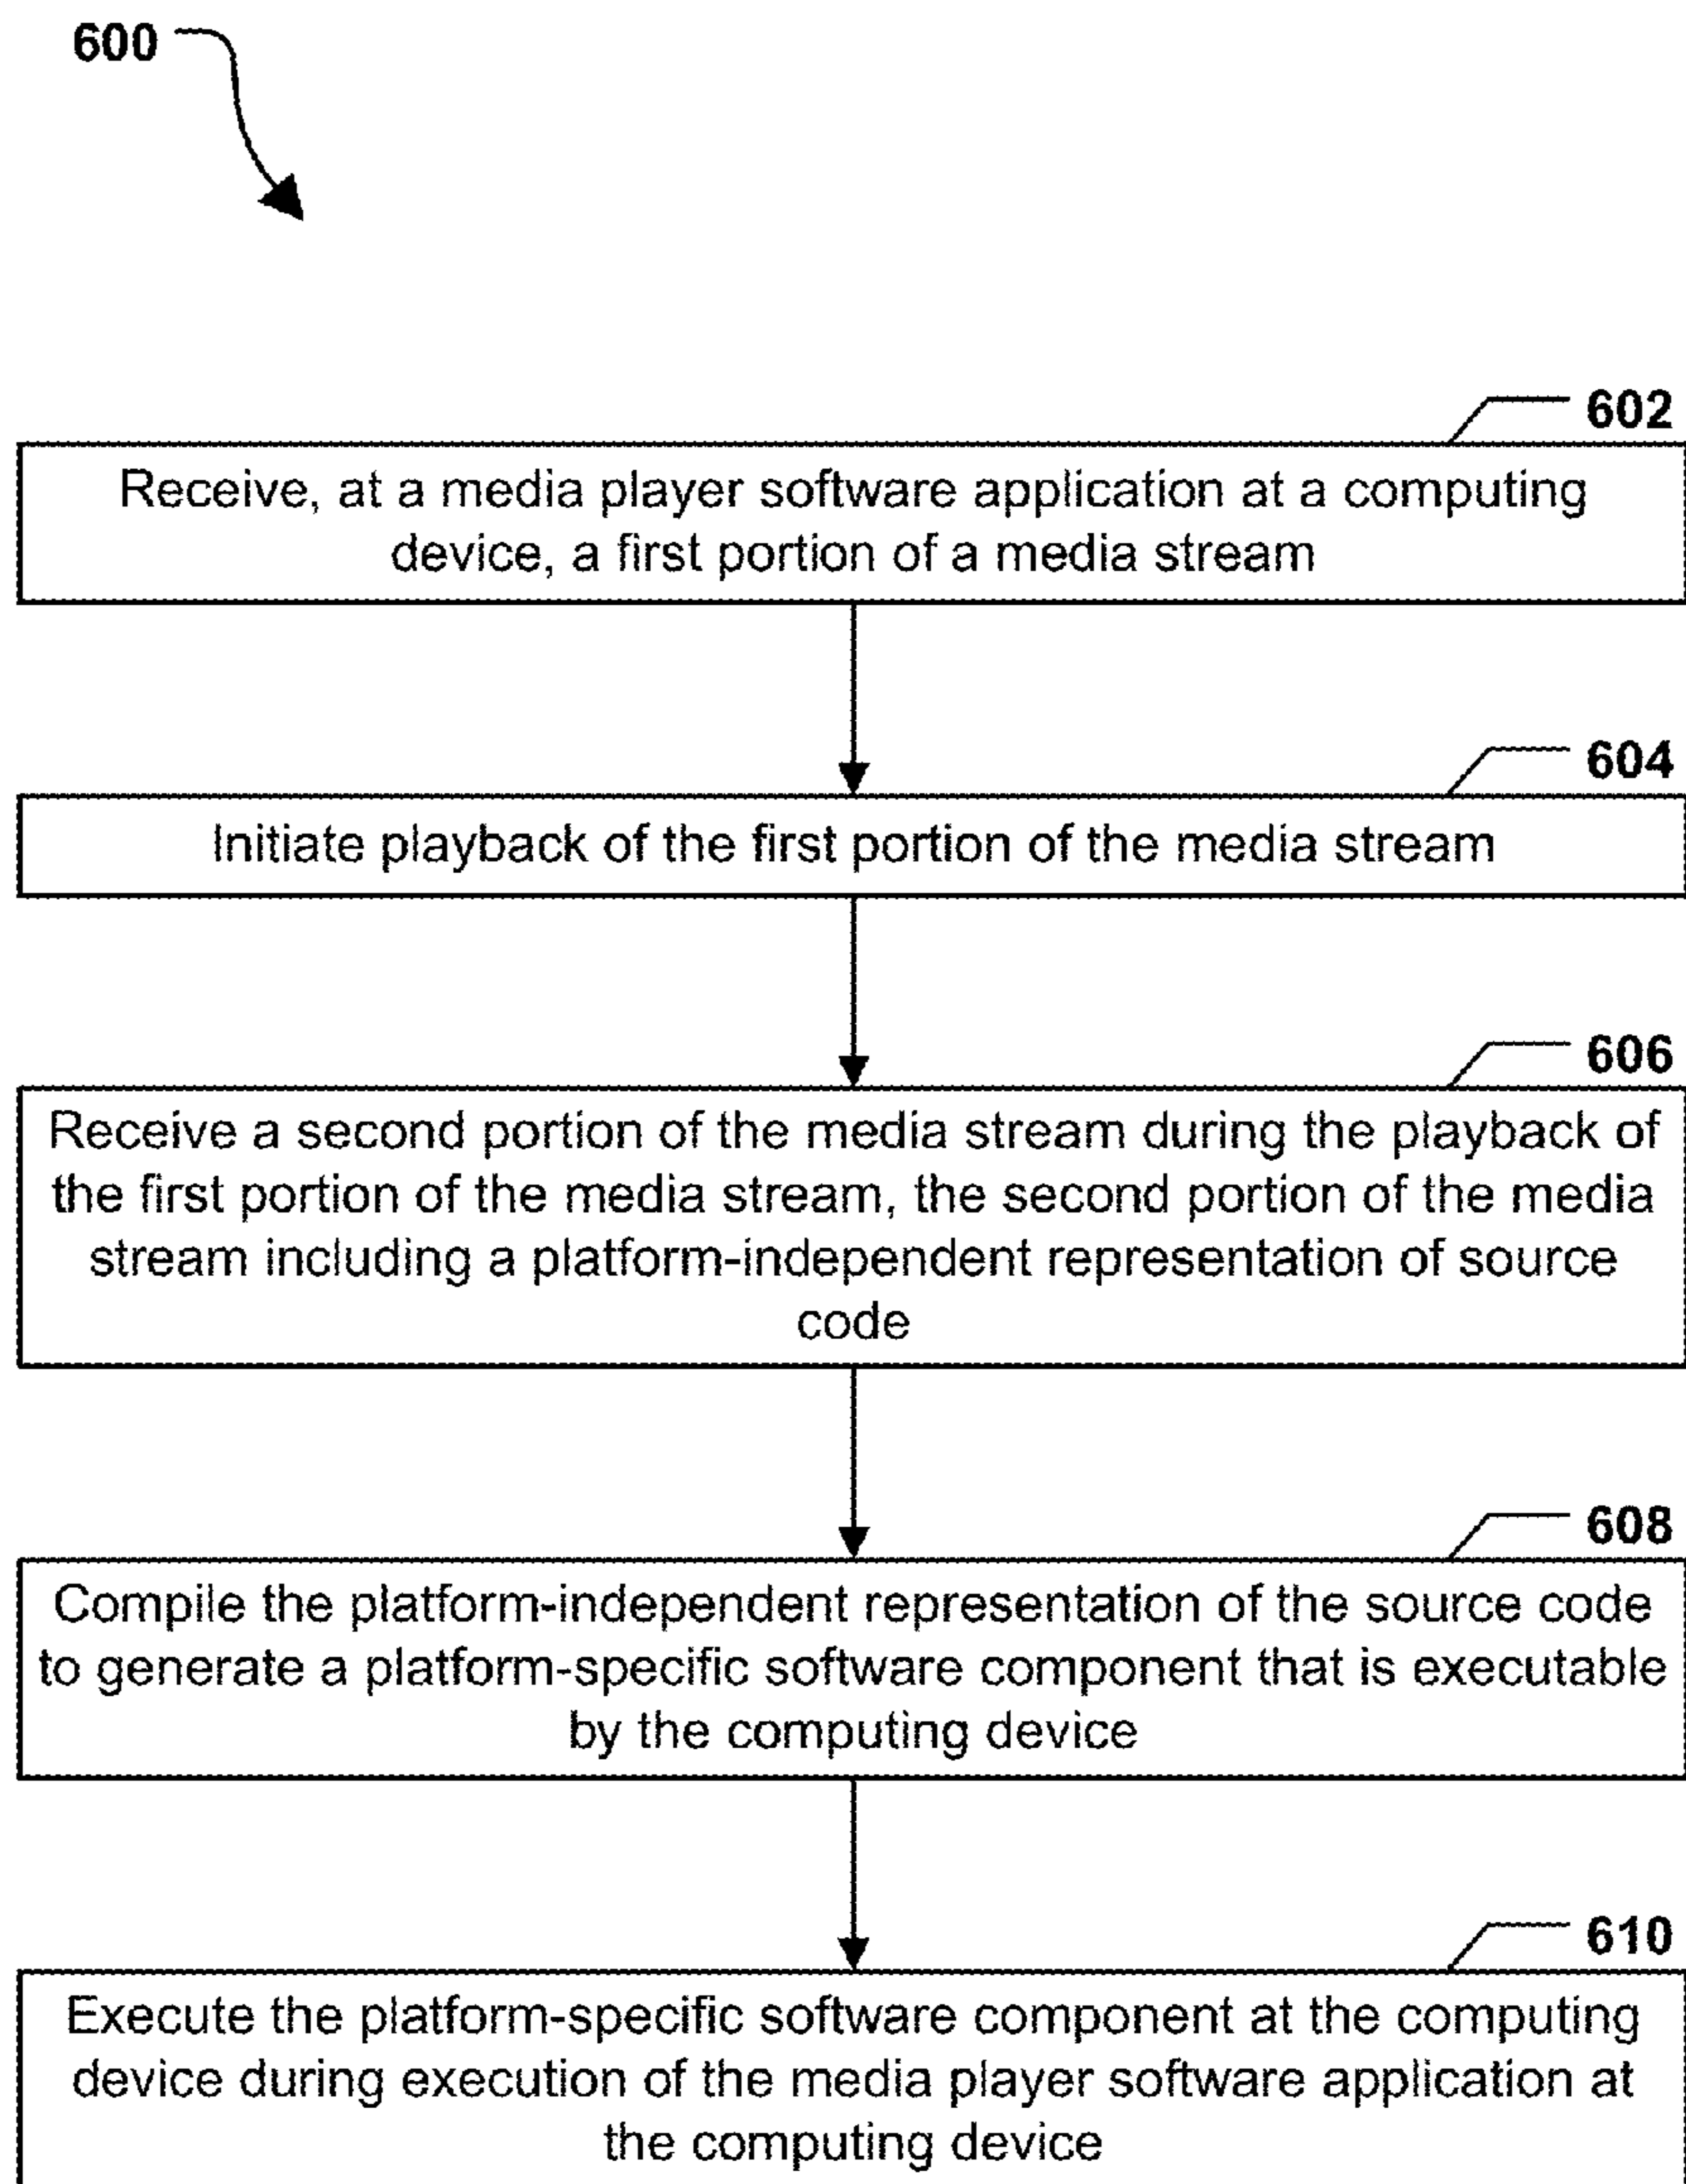 600
602
Receive, at a media player software application at a computing
device, a first portion of a media stream
604
Initiate playback of the first portion of the media stream
606
Receive a second portion of the media stream during the playback of
the first portion of the media stream, the second portion of the media
stream including a platform-independent representation of source
code
608
Compile the platform-independent representation of the source code
to generate a platform-specific software component that is executable
by the computing device
610
Execute the platform-specific software component at the computing
device during execution of the media player software application at
the computing device